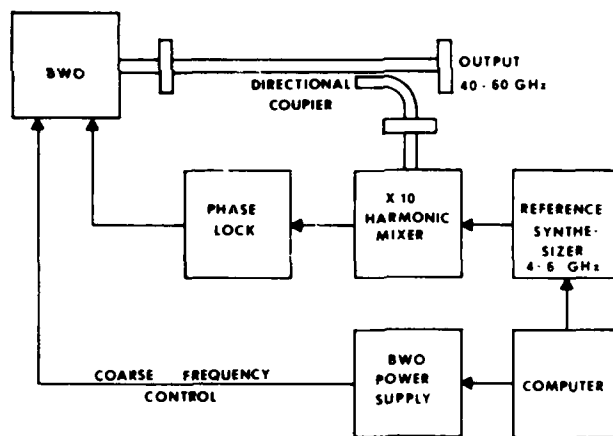 BWO
OUTPUT
40-60 GHz
DIRECTIONAL
COUPIER
PHASE
LOCK
X 10
HARMONIC
MIXER
REFERENCE
SYNTHE-
SIZER
4-6 GHz
COARSE FREQUENCY
CONTROL
BWO
POWER
SUPPLY
COMPUTER